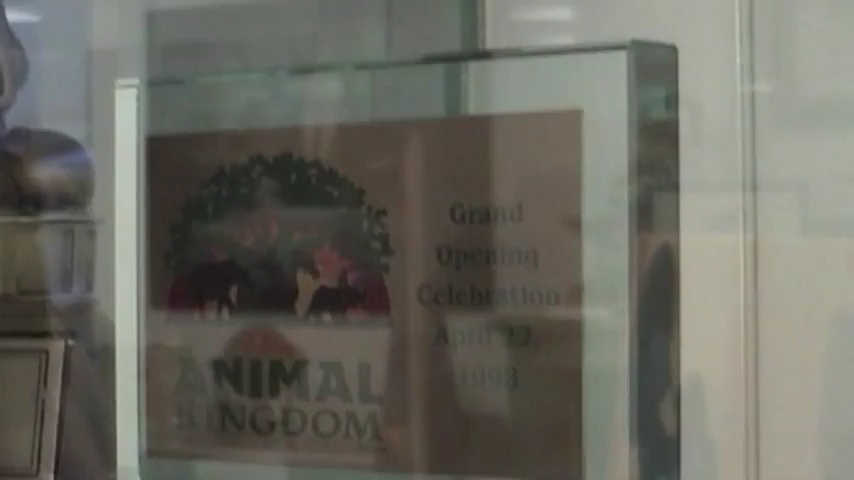 ANIMAL
KINGDOM
Grand
Opening
Celebration
April 22,
1998